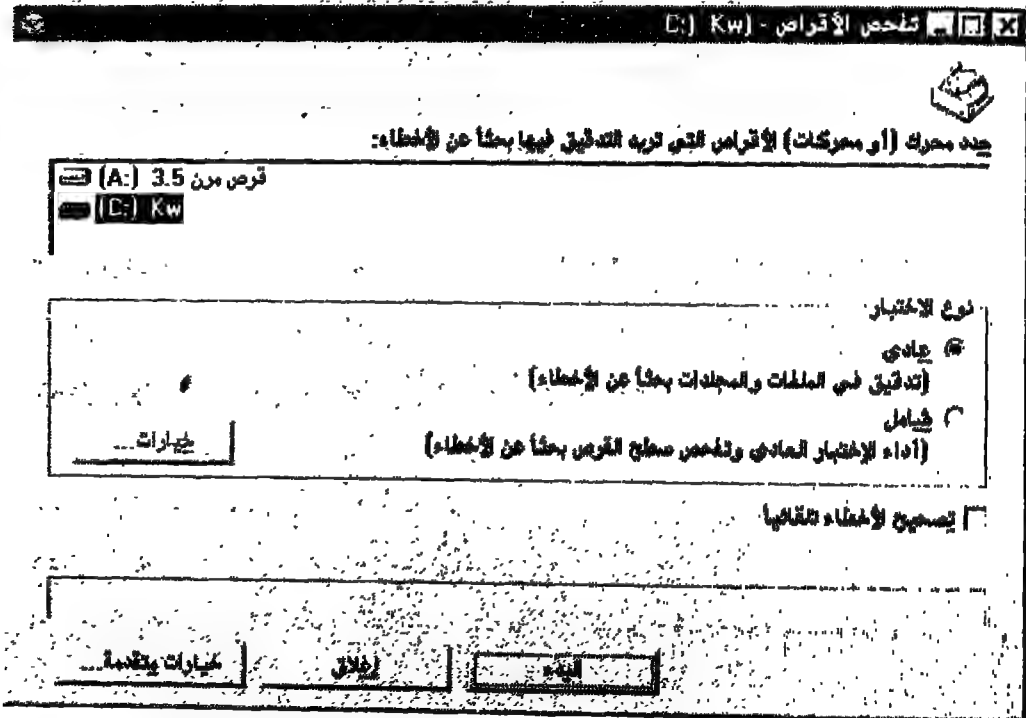 تفحص الأقراص - (C:) Kw
حدد محرك (أو محركات) الأقراص التي تريد التدقيق فيها بحثاً عن الأخطاء:
قرص مرن 3.5 (A:)
(C:) Kw
نوع الاختبار
عادي
(تدقيق في الملفات والمجلدات بحثاً عن الأخطاء)
شامل
(أداء الإختبار العادي وتفحص سطح القرص بحثاً عن الأخطاء)
خيارات...
تصحيح الأخطاء تلقائياً
البدء
إغلاق
خيارات متقدمة...